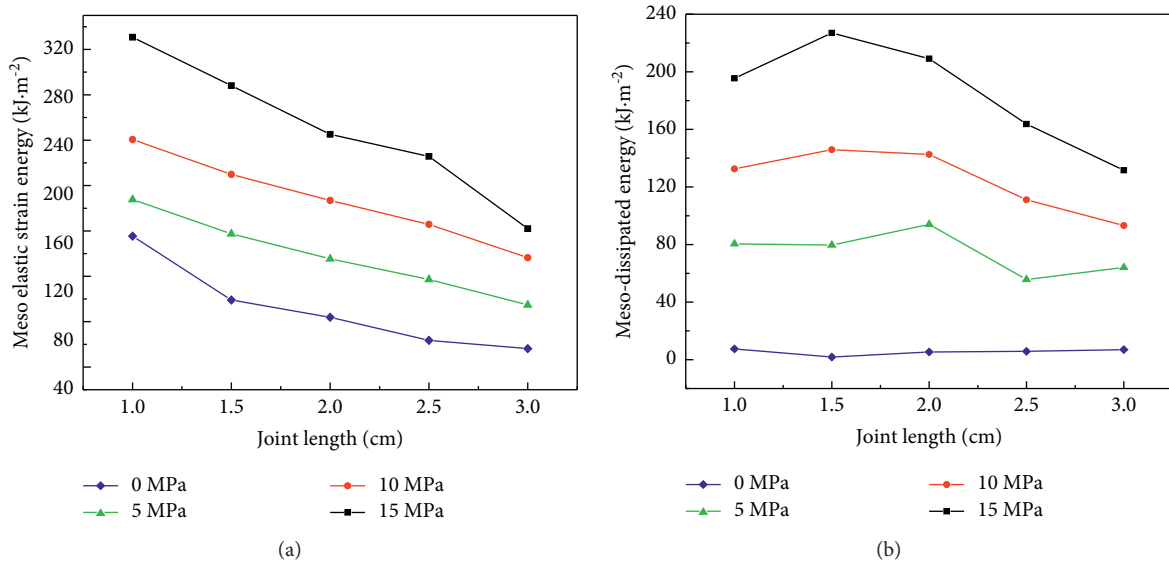 Meso elastic strain energy (kJ·m⁻²)
320
280
240
200
160
120
80
40
1.0 1.5 2.0 2.5 3.0
Joint length (cm)
0 MPa 10 MPa
5 MPa 15 MPa
(a)
Meso-dissipated energy (kJ·m⁻²)
240
200
160
120
80
40
0
1.0 1.5 2.0 2.5 3.0
Joint length (cm)
0 MPa 10 MPa
5 MPa 15 MPa
(b)